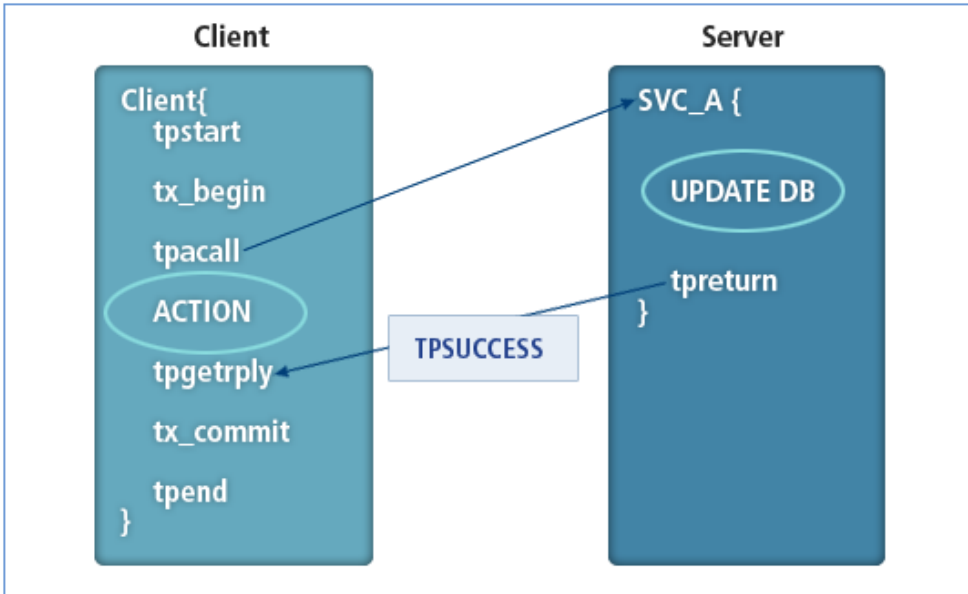 Client
Client{
tpstart
tx_begin
tpacall
ACTION
tpgetrply
tx_commit
tpend
}
TPSUCCESS
Server
SVC_A {
UPDATE DB
tpreturn
}